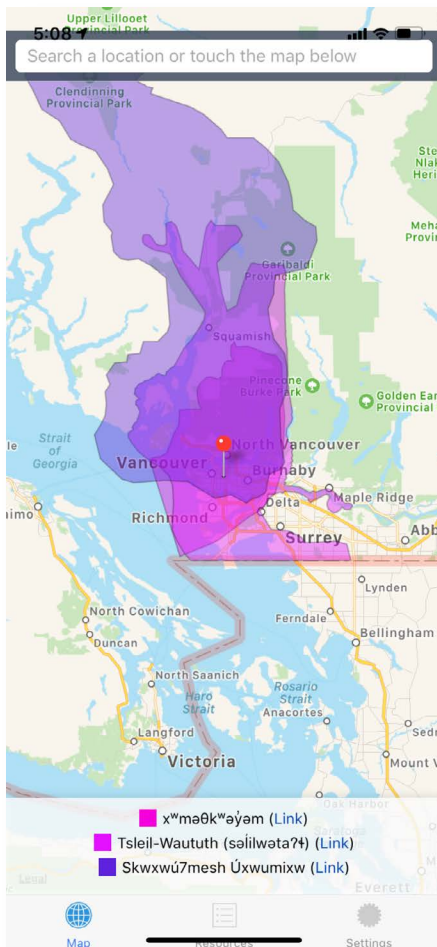 Upper Lillooet
Provincial Park
5:08
Search a location or touch the map below
Clendinning
Provincial Park
Garibaldi
Provincial Park
Squamish
Pinecone
Burke Park
Golden Ear
Provincial
Strait of
Georgia
North Vancouver
Vancouver
Burnaby
Maple Ridge
Richmond
Delta
Surrey
Abb
Lynden
North Cowichan
Duncan
Ferndale
Bellingham
North Saanich
Haro
Strait
Rosario
Strait
Anacortes
Langford
Victoria
Mount V
Oak Harbor
xʷməθkʷəy̓əm (Link)
Tsleil-Waututh (səl̓ilwətaʔɬ) (Link)
Skwxwú7mesh Úxwumixw (Link)
Legal
Everett
Map
Resources
Settings